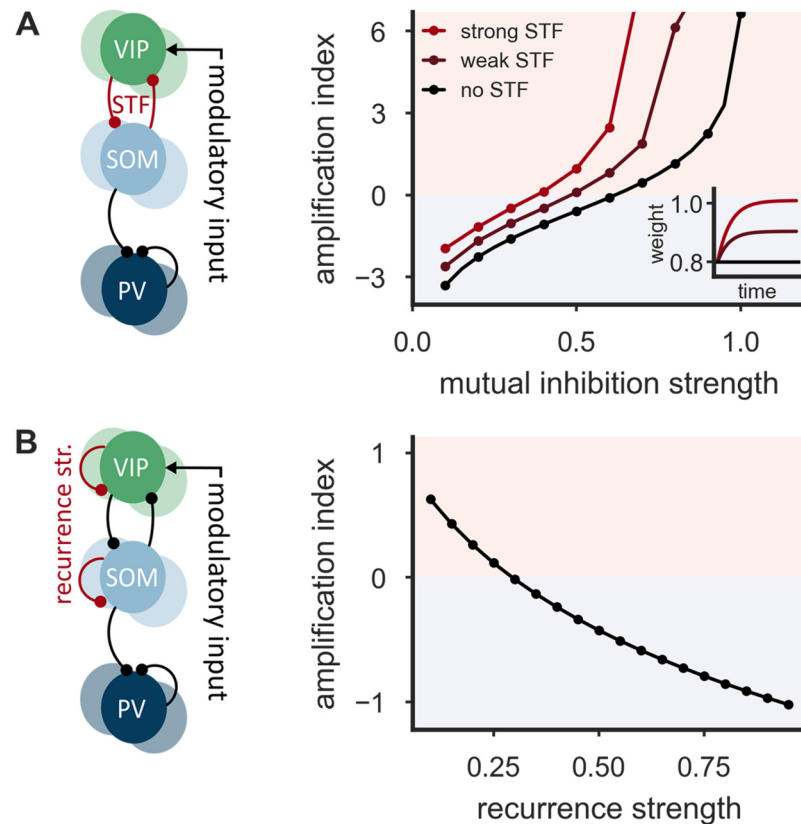 A
VIP
STF
SOM
PV
modulatory input
amplification index
6
3
0
−3
strong STF
weak STF
no STF
weight
1.0
0.8
time
0.0
0.5
1.0
mutual inhibition strength
B
recurrence str.
VIP
SOM
PV
modulatory input
amplification index
1
0
−1
0.25
0.50
0.75
recurrence strength